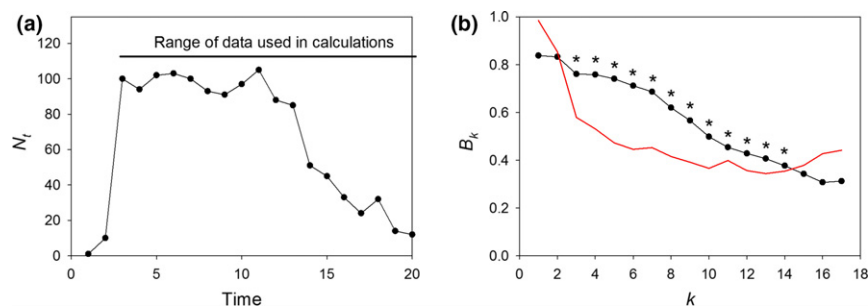 (a)
Range of data used in calculations
120
100
80
60
40
20
0
N_t
0 5 10 15 20
Time
(b)
1.0
0.8
0.6
0.4
0.2
0.0
B_k
* * * * * * * * * * * *
0 2 4 6 8 10 12 14 16 18
k